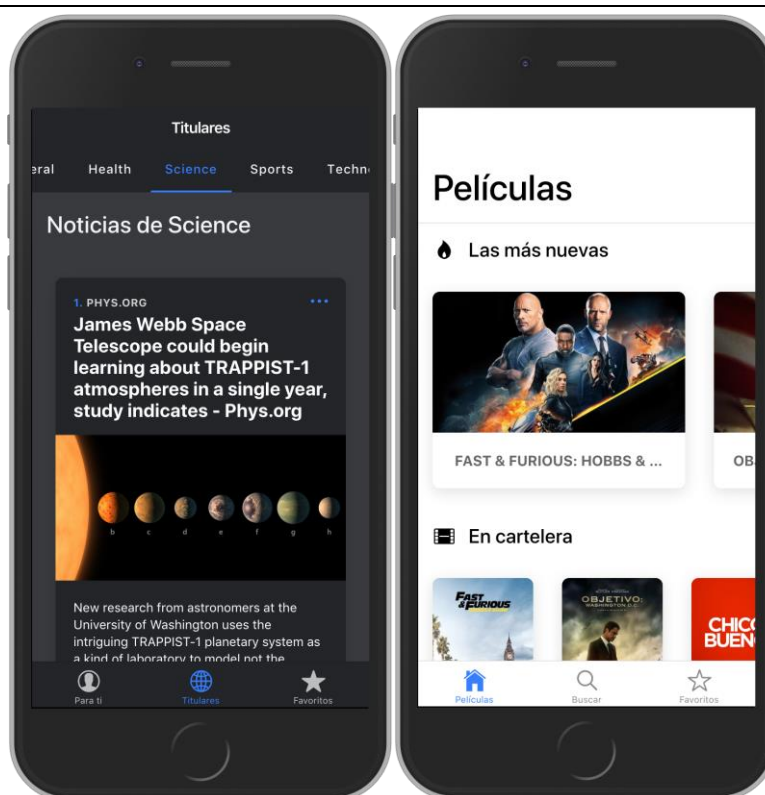 Titulares
eral Health Science Sports Techn
Noticias de Science
1. PHYS.ORG
James Webb Space
Telescope could begin
learning about TRAPPIST-1
atmospheres in a single year,
study indicates - Phys.org
b c d e f g h
New research from astronomers at the
University of Washington uses the
intriguing TRAPPIST-1 planetary system as
a kind of laboratory to model not the
Para ti Titulares Favoritos
Películas
Las más nuevas
FAST & FURIOUS: HOBBS & ...
OB
En cartelera
FAST
& FURIOUS
OBJETIVO:
WASHINGTON D.C.
CHICO
BUEN
Películas Buscar Favoritos